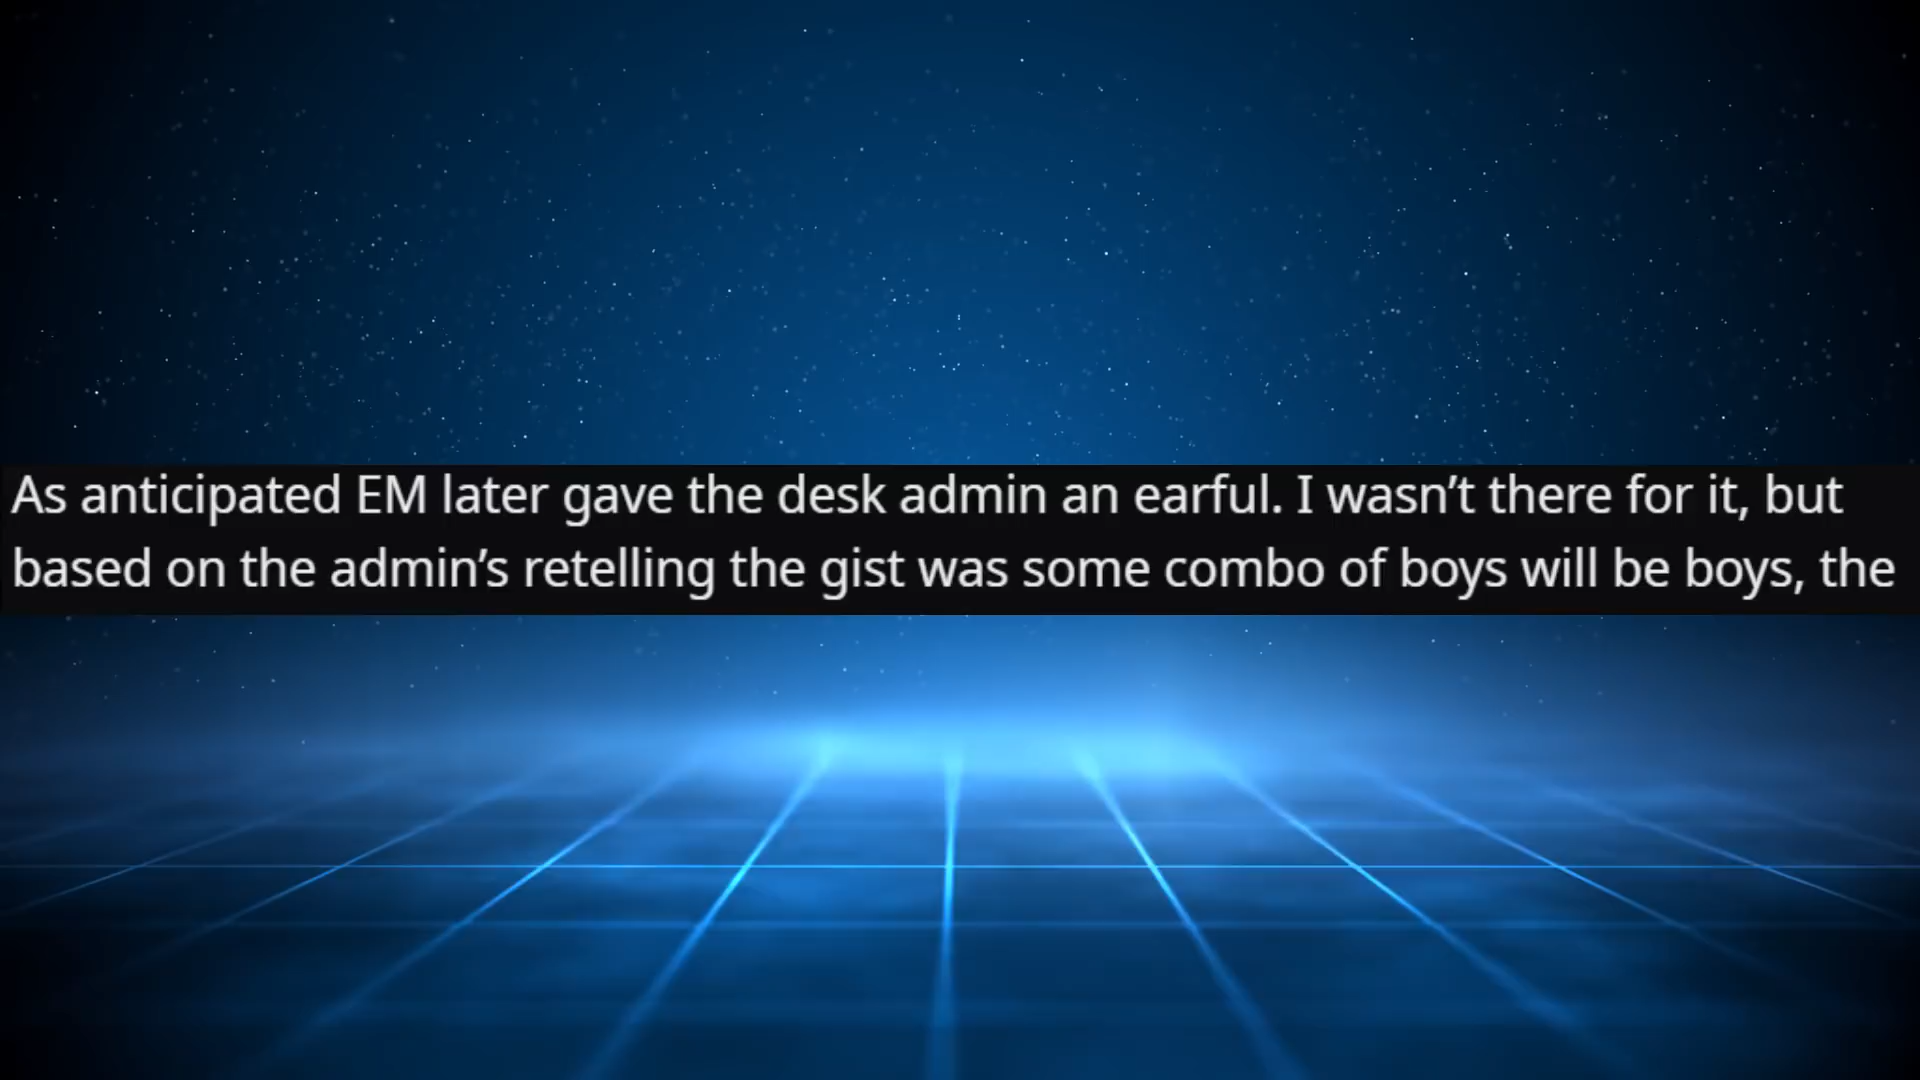 As anticipated EM later gave the desk admin an earful. I wasn’t there for it, but
based on the admin’s retelling the gist was some combo of boys will be boys, the